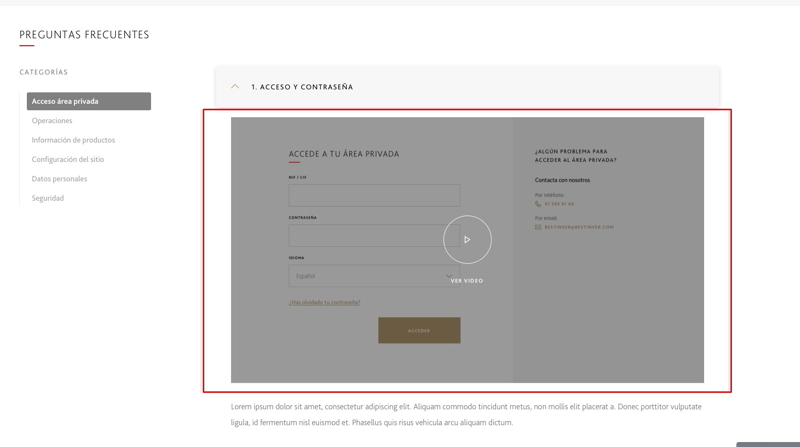 PREGUNTAS FRECUENTES
CATEGORÍAS
Acceso área privada
Operaciones
Información de productos
Configuración del sitio
Datos personales
Seguridad
1. ACCESO Y CONTRASEÑA
ACCEDE A TU ÁREA PRIVADA
NIF / CIF
CONTRASEÑA
IDIOMA
Español
¿Has olvidado tu contraseña?
ACCEDER
VER VIDEO
¿ALGÚN PROBLEMA PARA
ACCEDER AL ÁREA PRIVADA?
Contacta con nosotros
Por teléfono:
Por email:
BESTINVER@BESTINVER.COM
Lorem ipsum dolor sit amet, consectetur adipiscing elit. Aliquam commodo tincidunt metus, non mollis elit placerat a. Donec porttitor vulputate
ligula, id fermentum nisl euismod et. Phasellus quis risus vehicula arcu aliquam dictum.